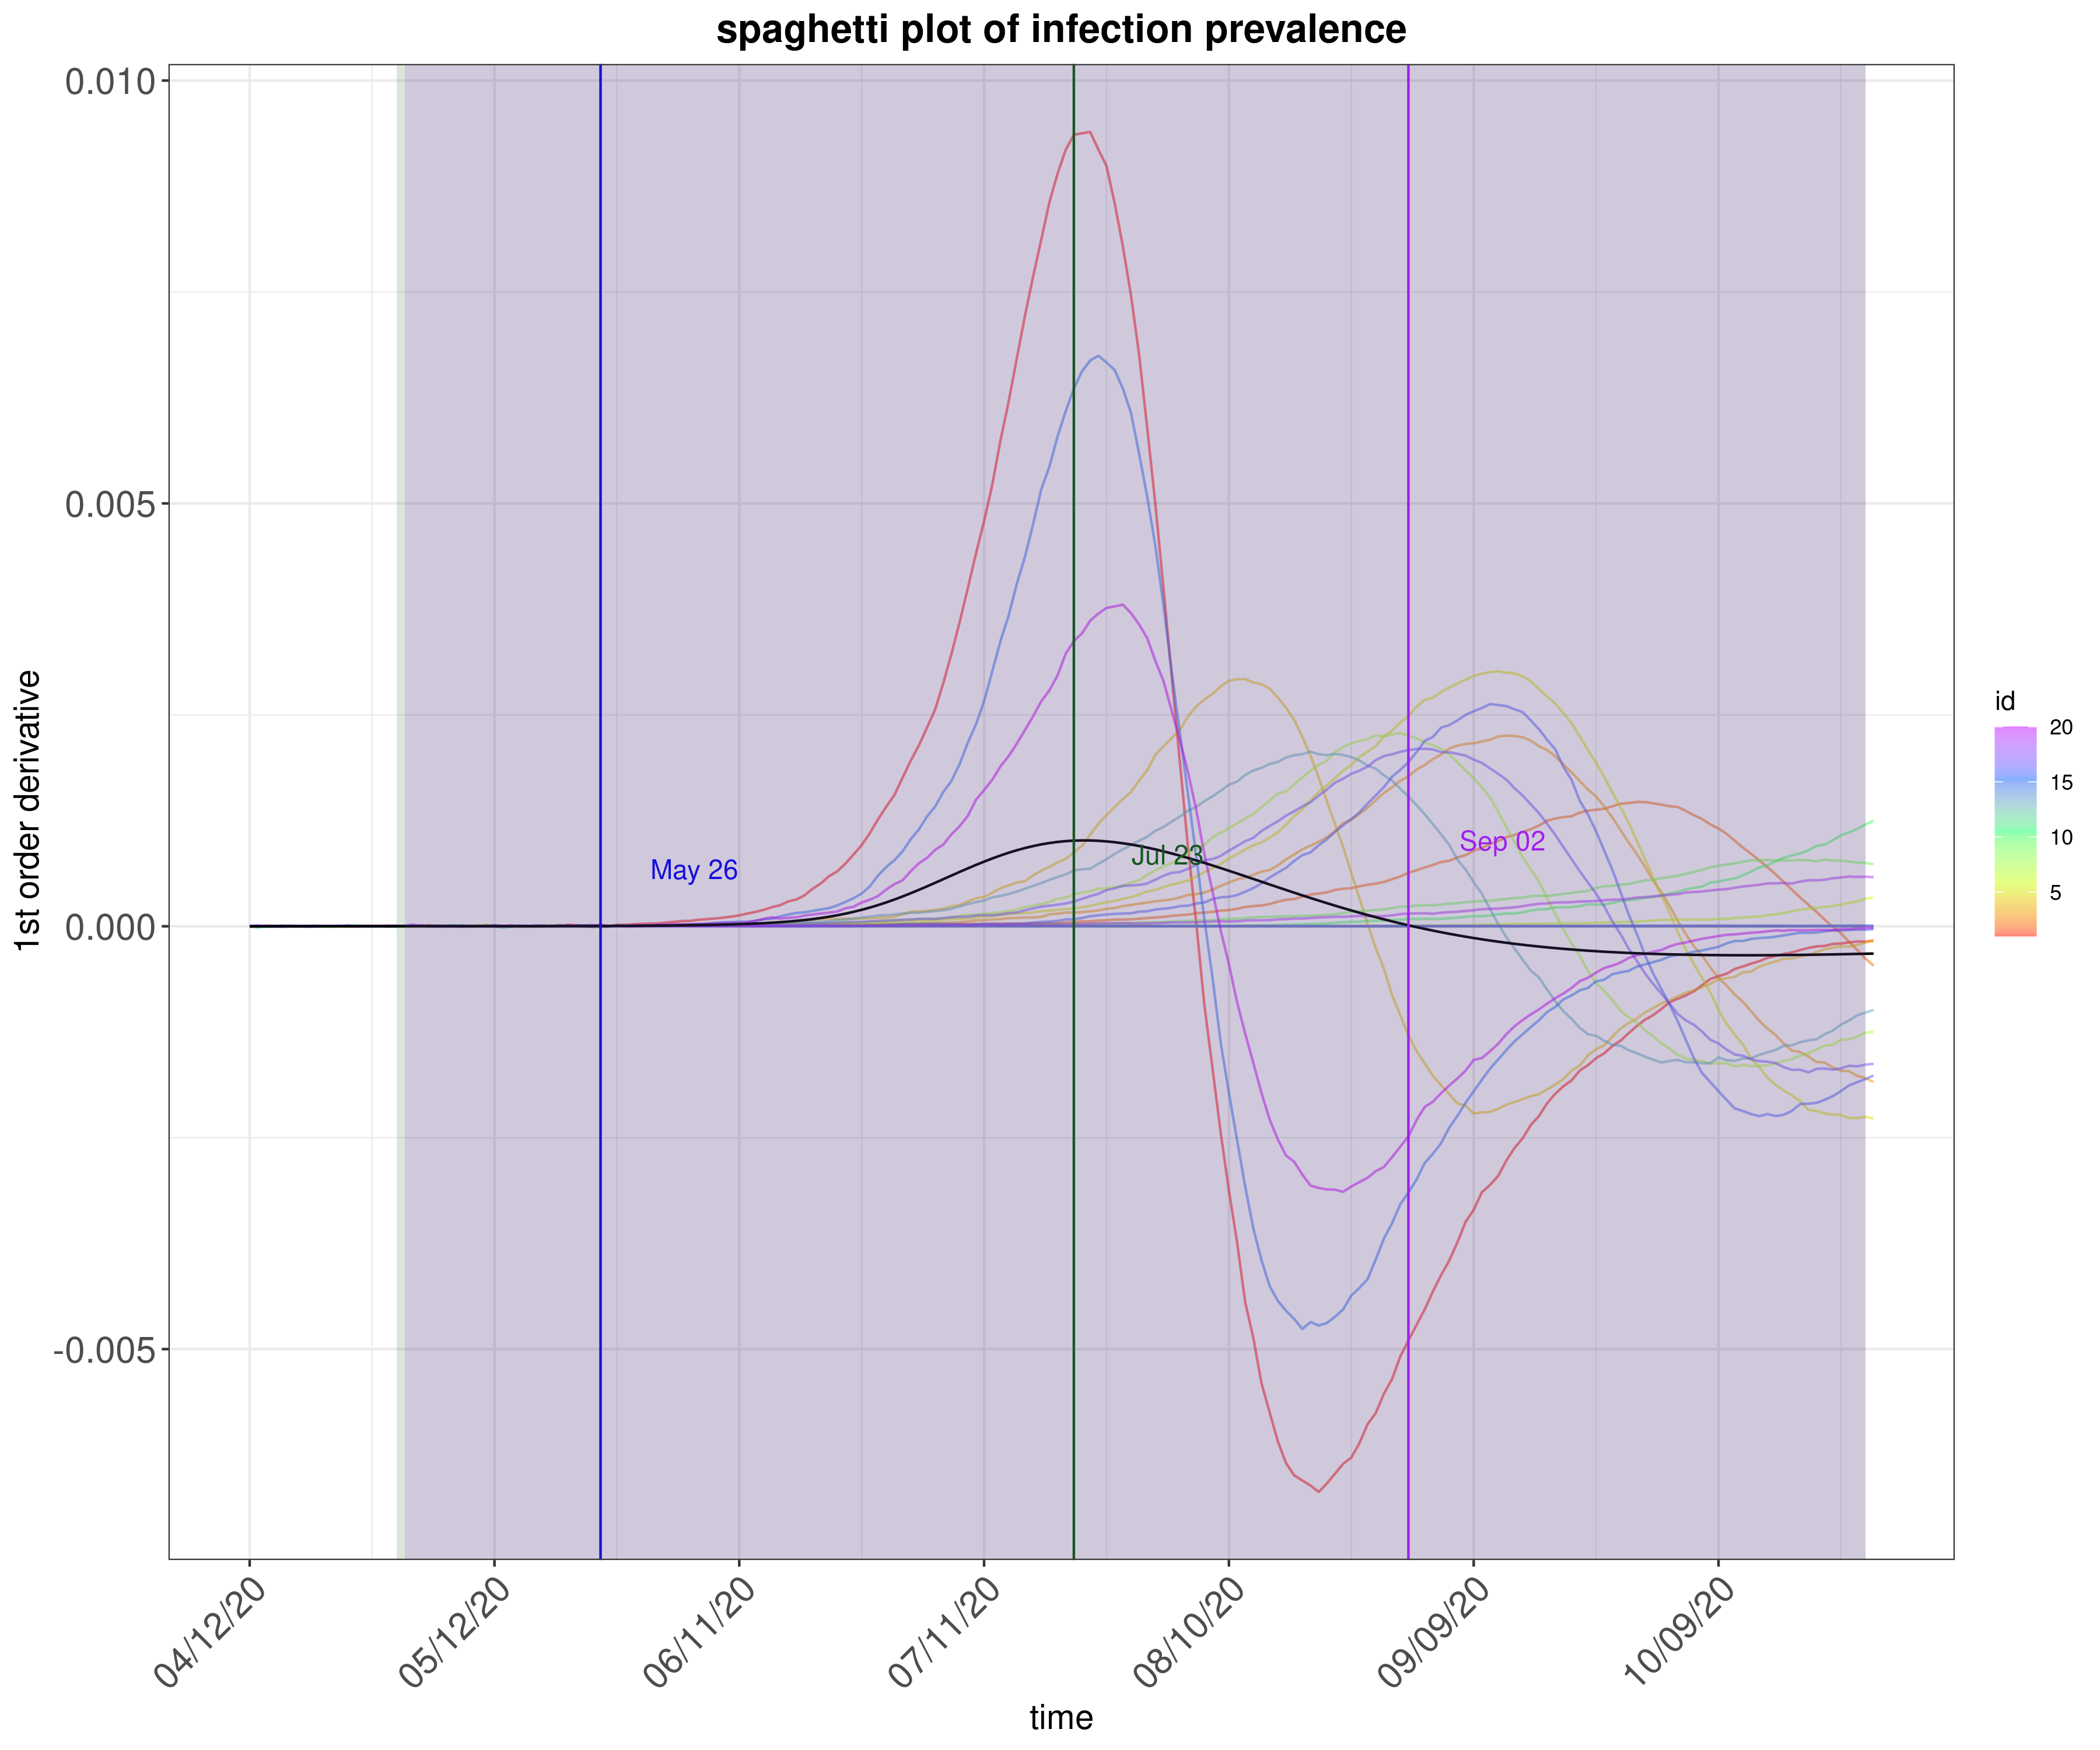 spaghetti plot of infection prevalence
0.010
0.005
0.000
-0.005
1st order derivative
May 26
Jul 23
Sep 02
04/12/20
05/12/20
06/11/20
07/11/20
08/10/20
09/09/20
10/09/20
time
id
20
15
10
5